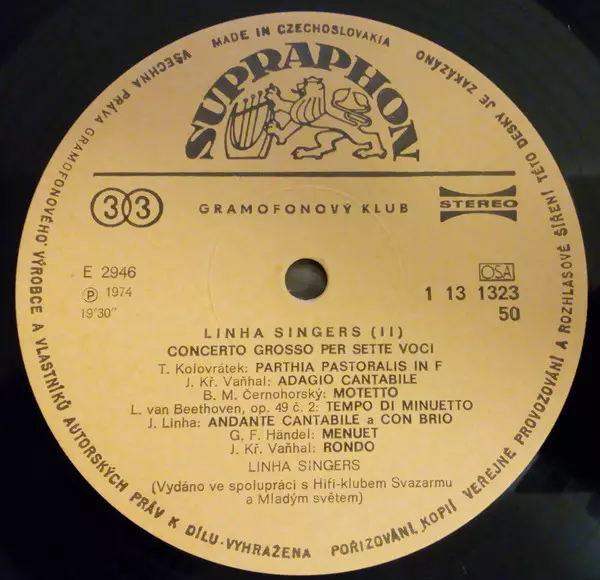 MADE IN CZECHOSLOVAKIA
VŠECHNA PRÁVA GRAMOFONOVÉHO VÝROBCE A VLASTNÍKŮ AUTORSKÝCH PRÁV K DÍLU-VYHRAŽENA
POŘIZOVÁNÍ KOPIÍ VEŘEJNÉ PROVOZOVÁNÍ A ROZHLASOVÉ ŠÍŘENÍ TÉTO DESKY JE ZAKÁZÁNO
SUPRAPHON
33
GRAMOFONOVÝ KLUB
STEREO
E 2946
Ⓟ 1974
19'30"
OSA
1 13 1323
50
LINHA SINGERS (II)
CONCERTO GROSSO PER SETTE VOCI
T. Kolovrátek: PARTHIA PASTORALIS IN F
J. Kř. Vaňhal: ADAGIO CANTABILE
B. M. Černohorský: MOTETTO
L. van Beethoven, op. 49 č. 2: TEMPO DI MINUETTO
J. Linha: ANDANTE CANTABILE a CON BRIO
G. F. Händel: MENUET
J. Kř. Vaňhal: RONDO
LINHA SINGERS
(Vydáno ve spolupráci s Hifi-klubem Svazarmu
a Mladým světem)